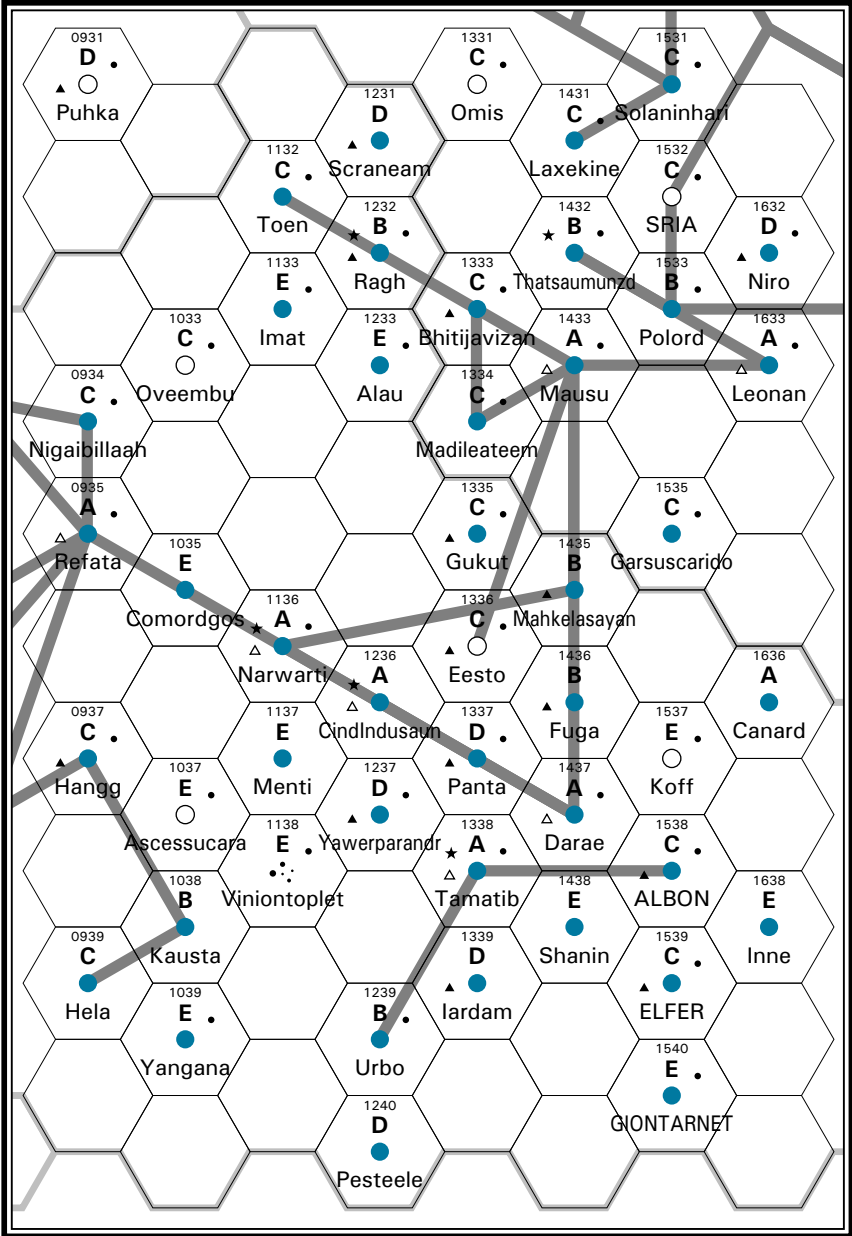 0931
D
Puhka
1331
C
Omis
1531
C
Solaninhari
1231
D
Scraneam
1431
C
Laxekine
1132
C
Toen
1532
C
SRIA
1232
B
Ragh
1432
B
Thatsaumunzd
1632
D
Niro
1133
E
Imat
1333
C
Bhitijavizan
1533
B
Polord
1033
C
Oveembu
1233
E
Alau
1433
A
Mausu
1633
A
Leonan
0934
C
Nigaibillaah
1334
C
Madileateem
0935
A
Refata
1335
C
Gukut
1535
C
Garsuscarido
1035
E
Comordgos
1435
B
Mahkelasayan
1136
A
Narwarti
1336
C
Eesto
1236
A
CindIndusaun
1436
B
Fuga
1636
A
Canard
0937
C
Hangg
1137
E
Menti
1337
D
Panta
1537
E
Koff
1037
E
Ascessucara
1237
D
Yawerparandr
1437
A
Darae
1138
E
Viniontoplet
1338
A
Tamatib
1538
C
ALBON
1038
B
Kausta
1438
E
Shanin
1638
E
Inne
0939
C
Hela
1339
D
Iardam
1539
C
ELFER
1039
E
Yangana
1239
B
Urbo
1540
E
GIONTARNET
1240
D
Pesteele